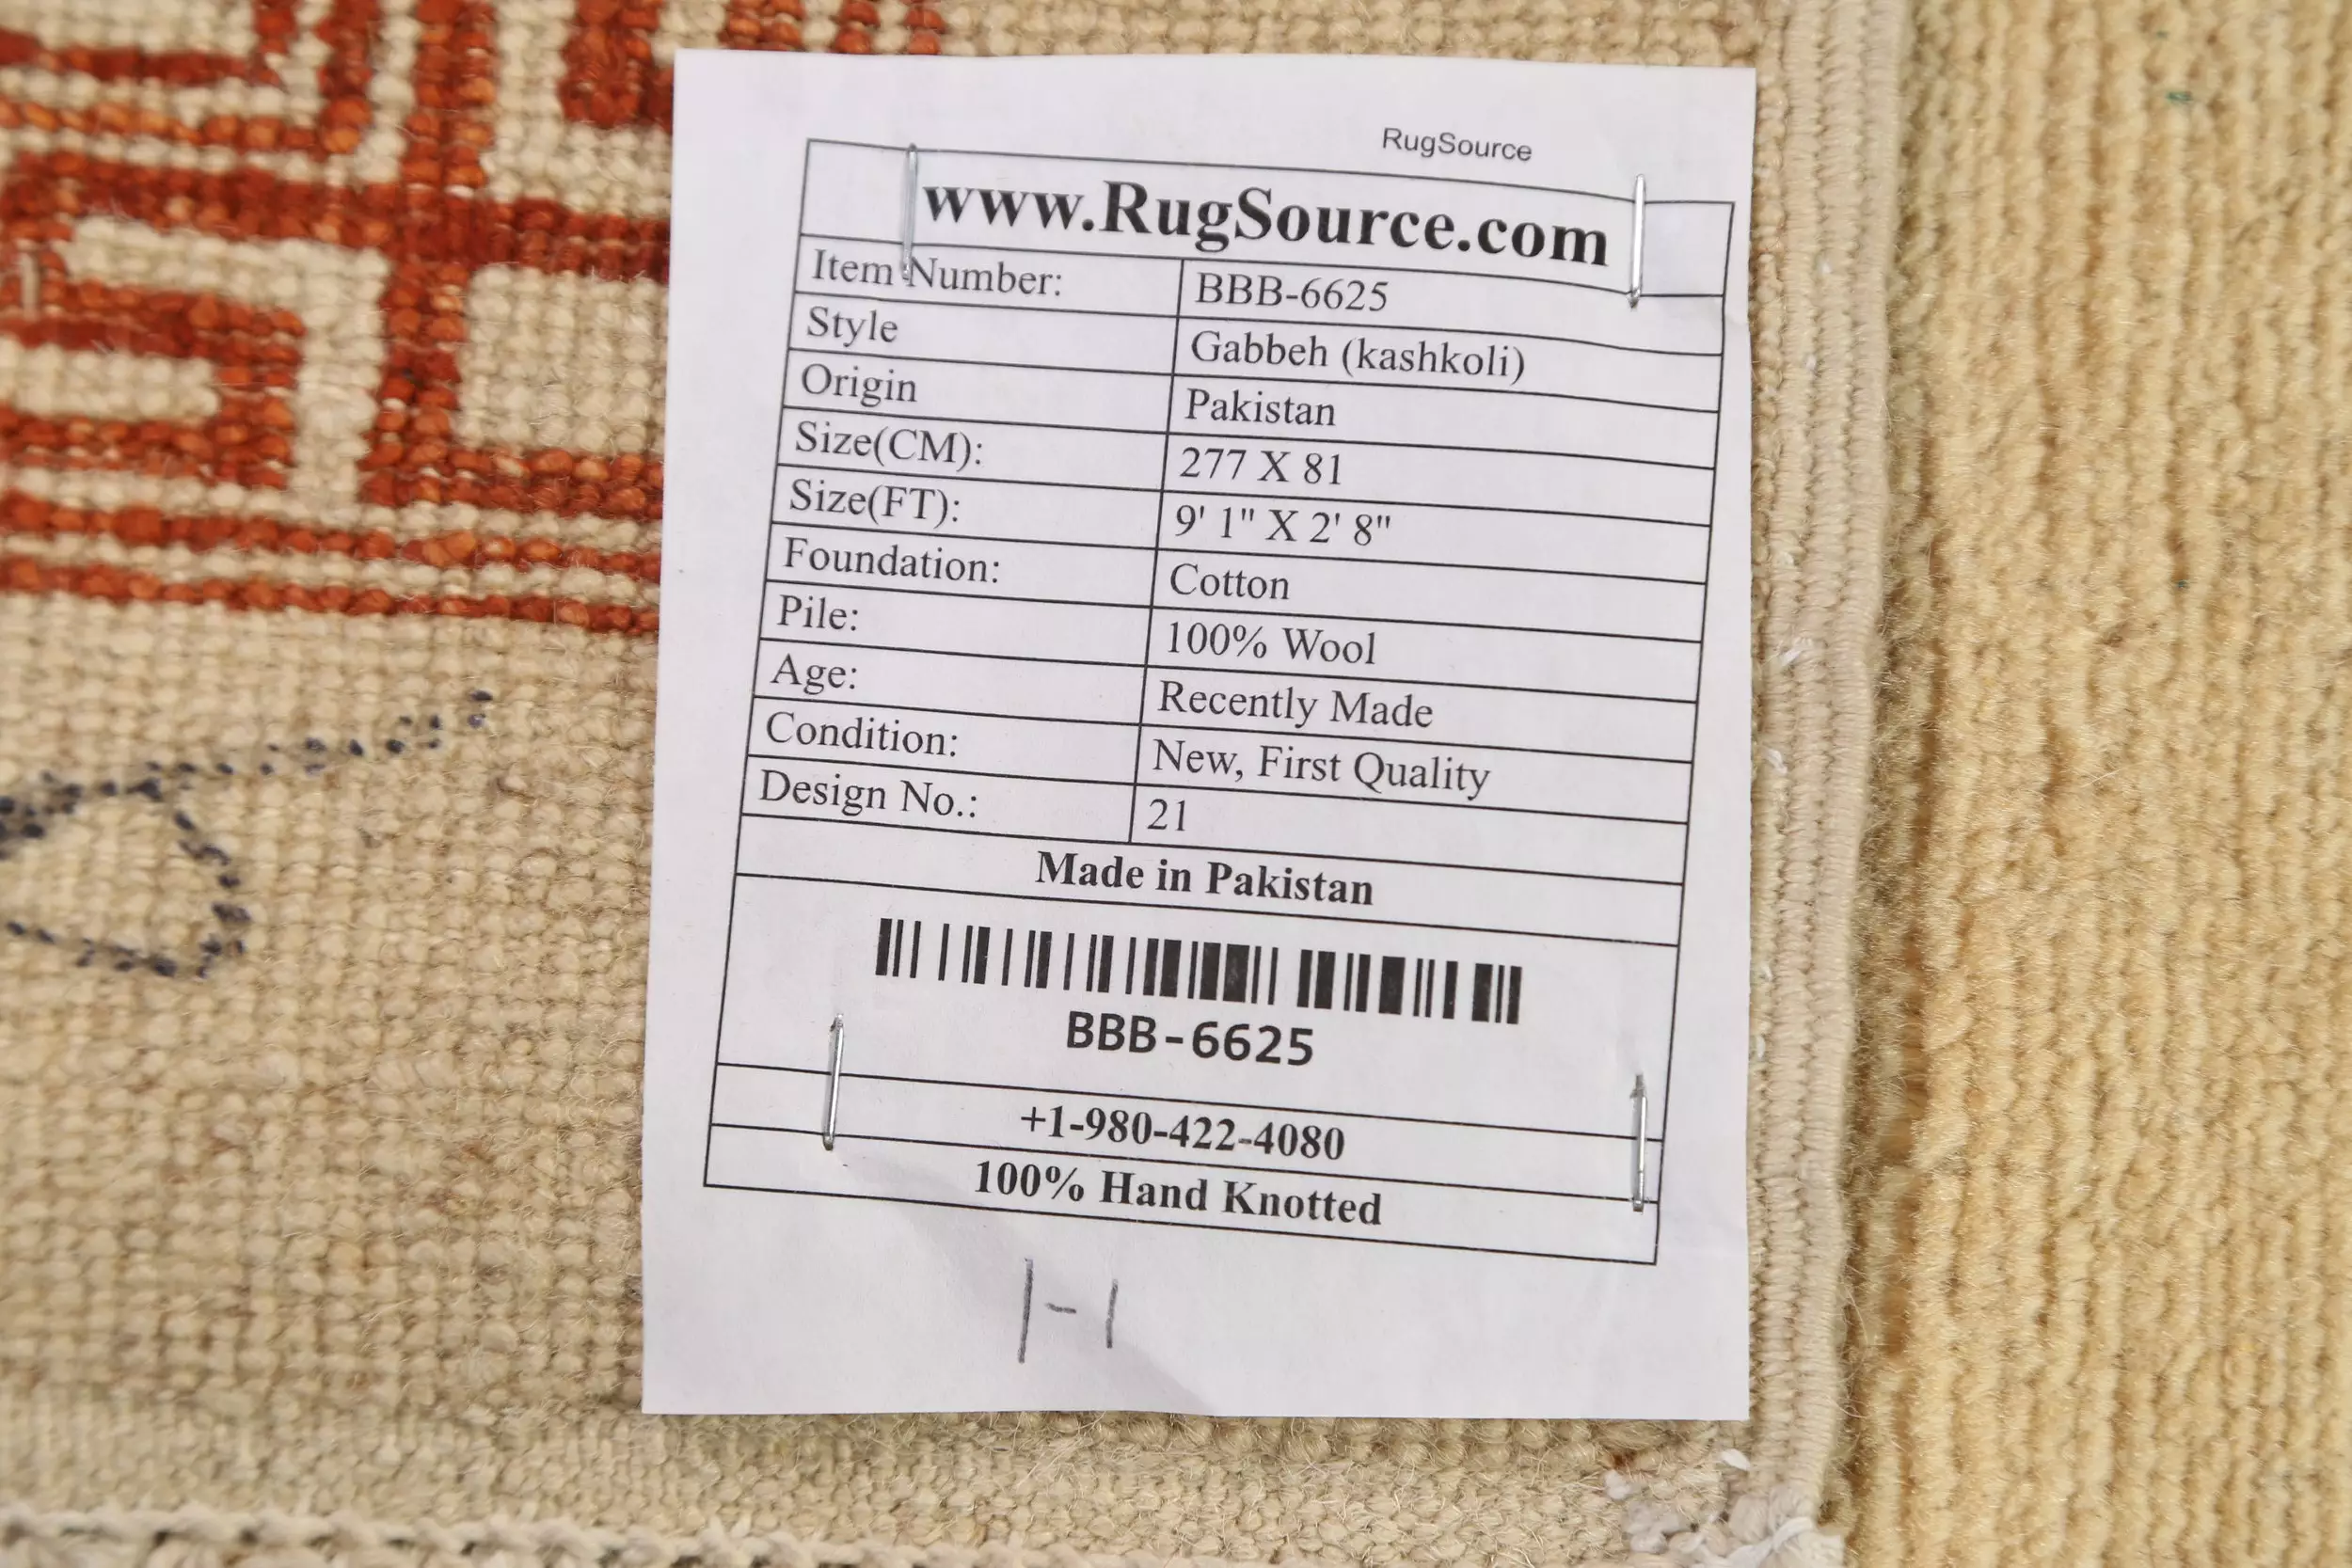 RugSource
www.RugSource.com
Item Number: BBB-6625
Style Gabbeh (kashkoli)
Origin Pakistan
Size(CM): 277 X 81
Size(FT): 9' 1" X 2' 8"
Foundation: Cotton
Pile: 100% Wool
Age: Recently Made
Condition: New, First Quality
Design No.: 21
Made in Pakistan
BBB-6625
+1-980-422-4080
100% Hand Knotted
1-1